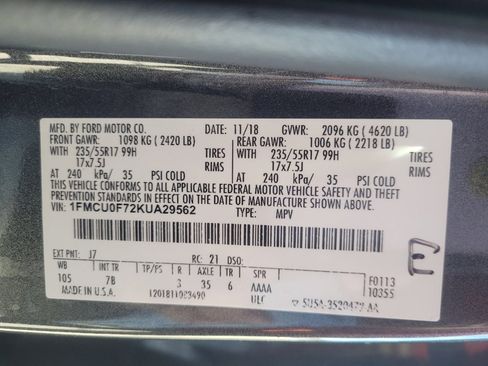 MFD. BY FORD MOTOR CO. DATE: 11/18 GVWR: 2096 KG ( 4620 LB)
FRONT GAWR: 1098 KG ( 2420 LB) REAR GAWR: 1006 KG ( 2218 LB)
WITH 235/55R17 99H TIRES WITH 235/55R17 99H TIRES
17x7.5J RIMS 17x7.5J RIMS
AT 240 kPa/ 35 PSI COLD AT 240 kPa/ 35 PSI COLD
THIS VEHICLE CONFORMS TO ALL APPLICABLE FEDERAL MOTOR VEHICLE SAFETY AND THEFT
PREVENTION STANDARDS IN EFFECT ON THE DATE OF MANUFACTURE SHOWN ABOVE.
VIN: 1FMCU0F72KUA29562 TYPE: MPV
E
EXT PNT: J7 RC: 21 DSO:
WB INT TR TP/PS R AXLE TR SPR F0113
105 7B 3 35 6 AAAA 10355
MADE IN U.S.A. ULC